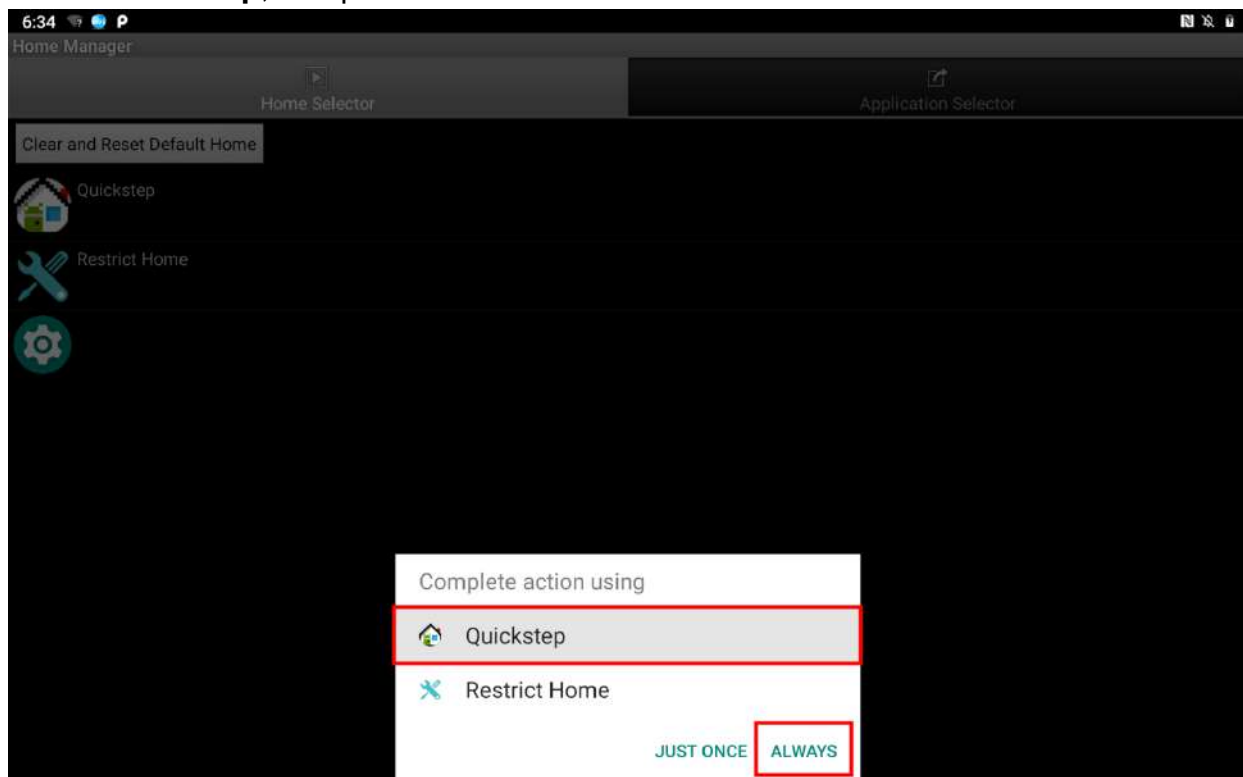 6:34
Home Manager
Home Selector
Application Selector
Clear and Reset Default Home
Quickstep
Restrict Home
Complete action using
Quickstep
Restrict Home
JUST ONCE ALWAYS